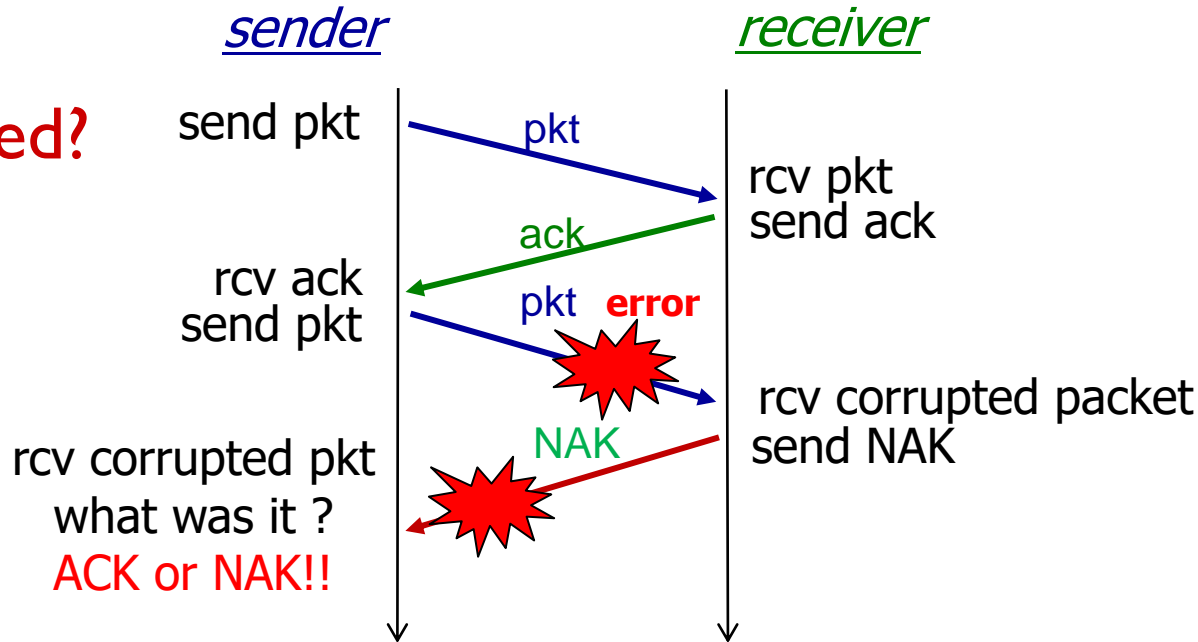 sender
receiver
ed?
send pkt
pkt
rcv pkt
send ack
ack
rcv ack
send pkt
pkt error
rcv corrupted packet
send NAK
NAK
rcv corrupted pkt
what was it ?
ACK or NAK!!